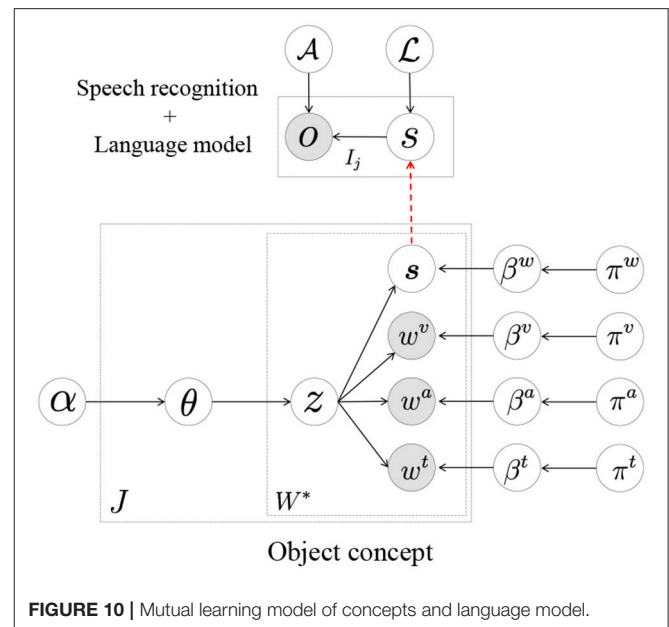 𝒜 ℒ
Speech recognition
+
Language model
O S
I_j
s β^w π^w
w^v β^v π^v
α θ z w^a β^a π^a
w^t β^t π^t
J W*
Object concept
FIGURE 10 | Mutual learning model of concepts and language model.